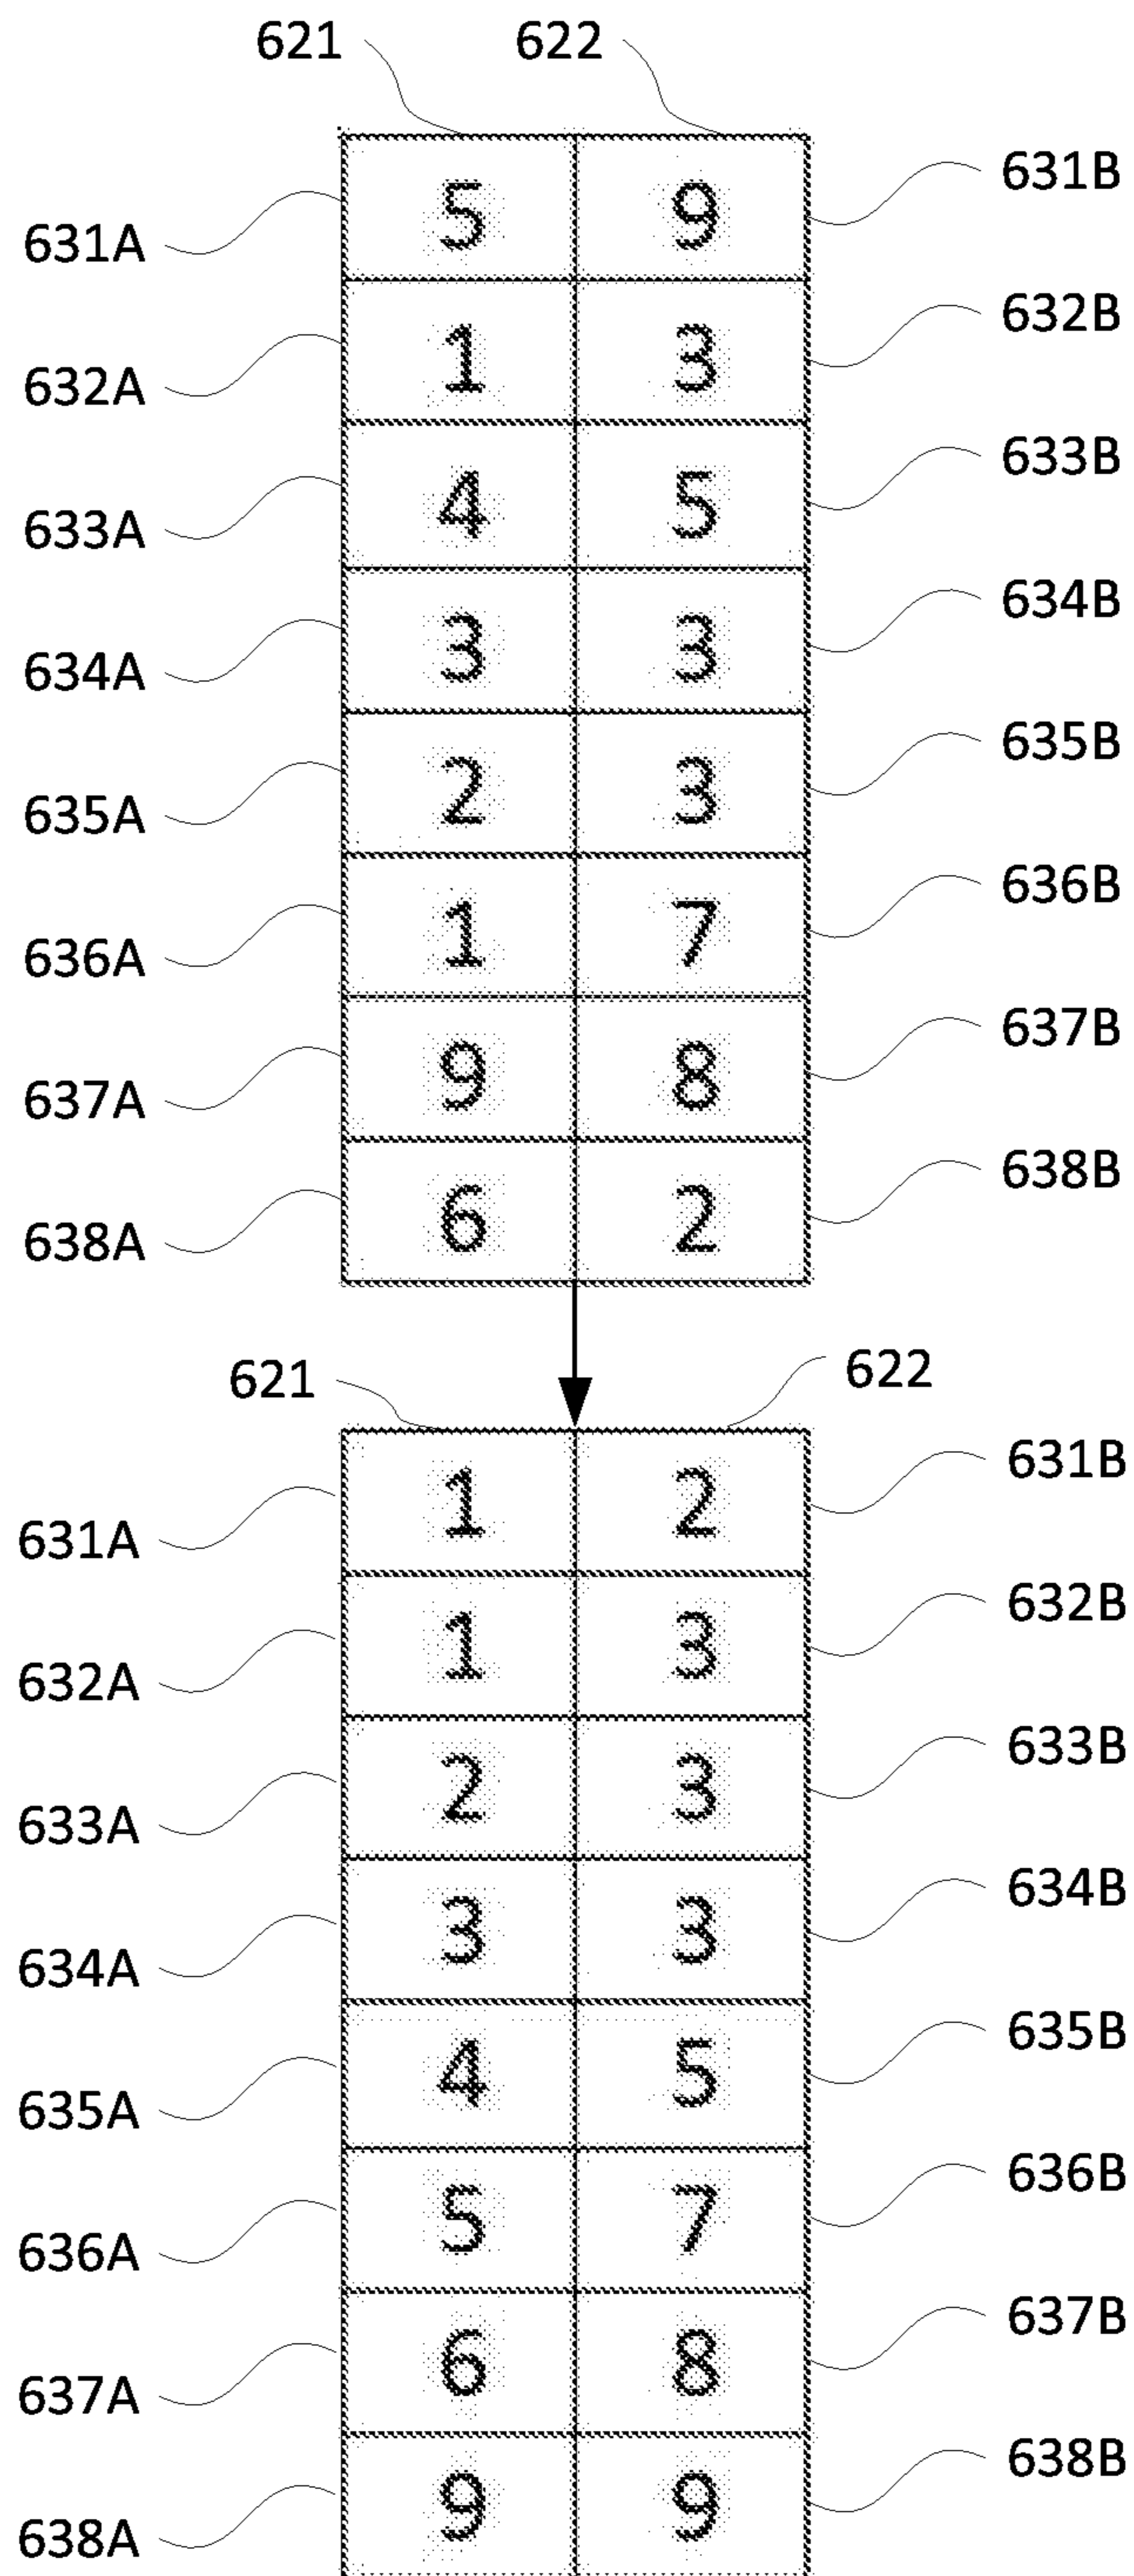 621 622
631A 5 9 631B
632A 1 3 632B
633A 4 5 633B
634A 3 3 634B
635A 2 3 635B
636A 1 7 636B
637A 9 8 637B
638A 6 2 638B
621 622
631A 1 2 631B
632A 1 3 632B
633A 2 3 633B
634A 3 3 634B
635A 4 5 635B
636A 5 7 636B
637A 6 8 637B
638A 9 9 638B